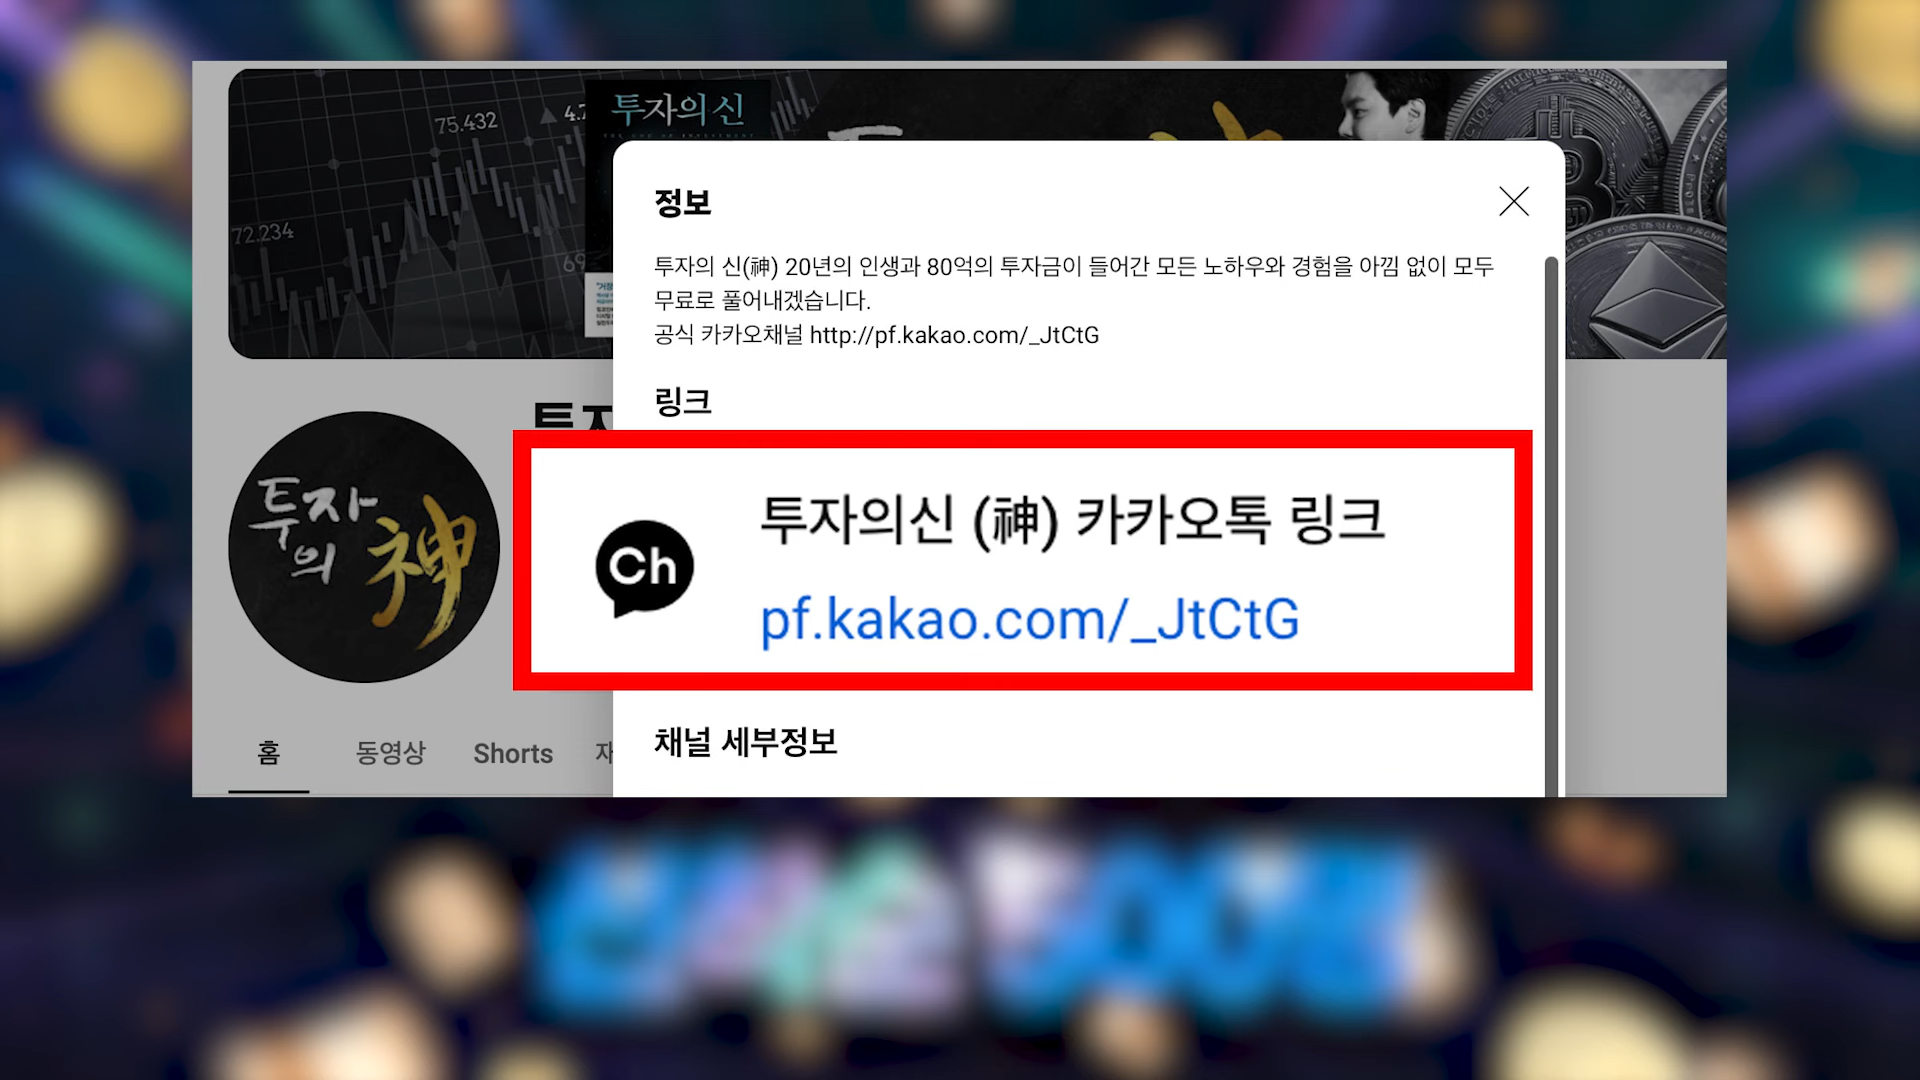 75.432
▲ 4.7
72.234
69
투자의신
정보
투자의 신(神) 20년의 인생과 80억의 투자금이 들어간 모든 노하우와 경험을 아낌 없이 모두
무료로 풀어내겠습니다.
공식 카카오채널 http://pf.kakao.com/_JtCtG
링크
투자의 神
Ch
투자의신 (神) 카카오톡 링크
pf.kakao.com/_JtCtG
채널 세부정보
홈 동영상 Shorts